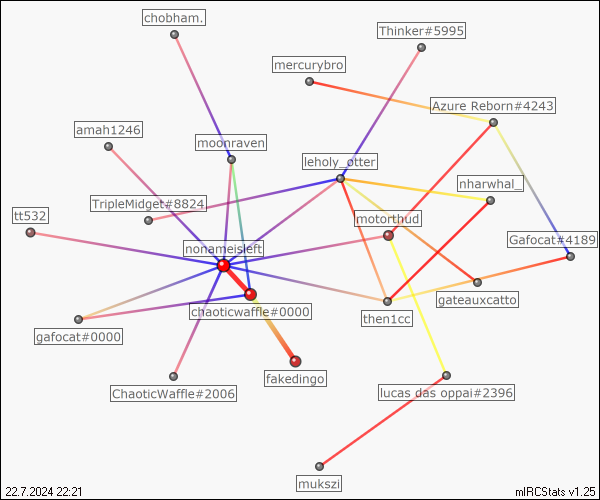 chobham.
Thinker#5995
mercurybro
Azure Reborn#4243
amah1246
moonraven
leholy_øtter
nharwhal_
TripleMidget#8824
tt532
motorthud
nonameisleft
Gafocat#4189
gateauxcatto
chaoticwaffle#0000
then1cc
gafocat#0000
fakedingo
ChaoticWaffle#2006
lucas das oppai#2396
mukszi
22.7.2024 22:21
mIRCStats v1.25